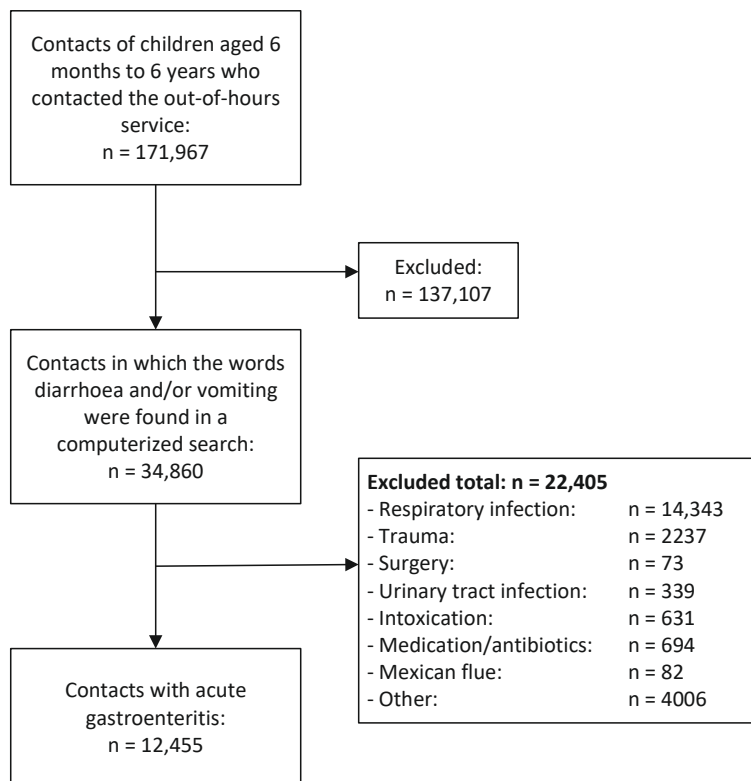 Contacts of children aged 6
months to 6 years who
contacted the out-of-hours
service:
n = 171,967
Excluded:
n = 137,107
Contacts in which the words
diarrhoea and/or vomiting
were found in a
computerized search:
n = 34,860
Excluded total: n = 22,405
- Respiratory infection: n = 14,343
- Trauma: n = 2237
- Surgery: n = 73
- Urinary tract infection: n = 339
- Intoxication: n = 631
- Medication/antibiotics: n = 694
- Mexican flue: n = 82
- Other: n = 4006
Contacts with acute
gastroenteritis:
n = 12,455